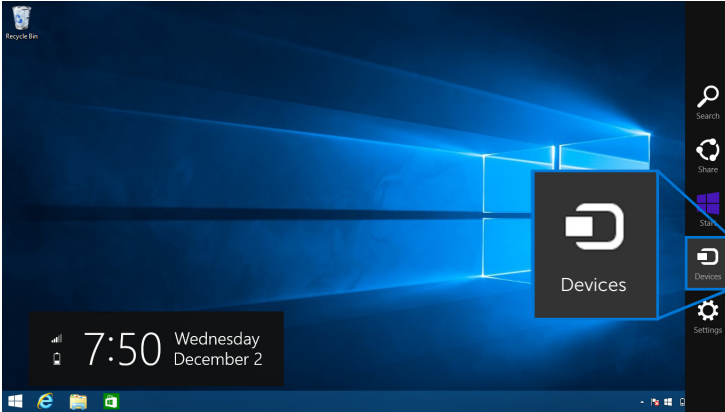 Recycle Bin
Search
Share
Start
Devices
Devices
Settings
7:50
Wednesday
December 2